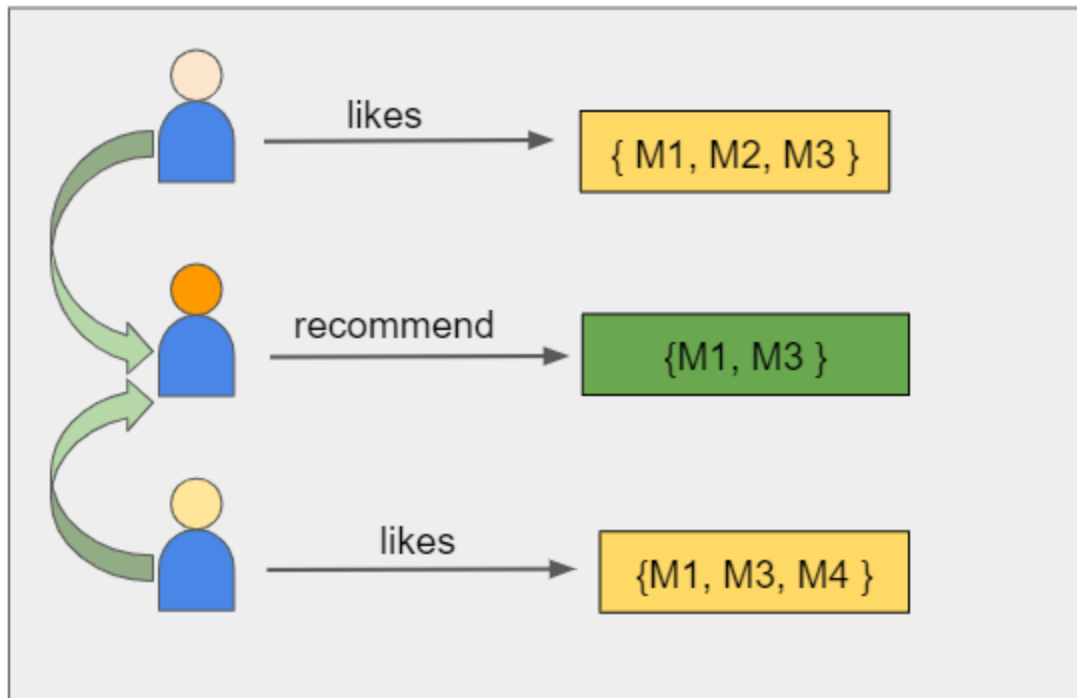 likes
{ M1, M2, M3 }
recommend
{M1, M3 }
likes
{M1, M3, M4 }